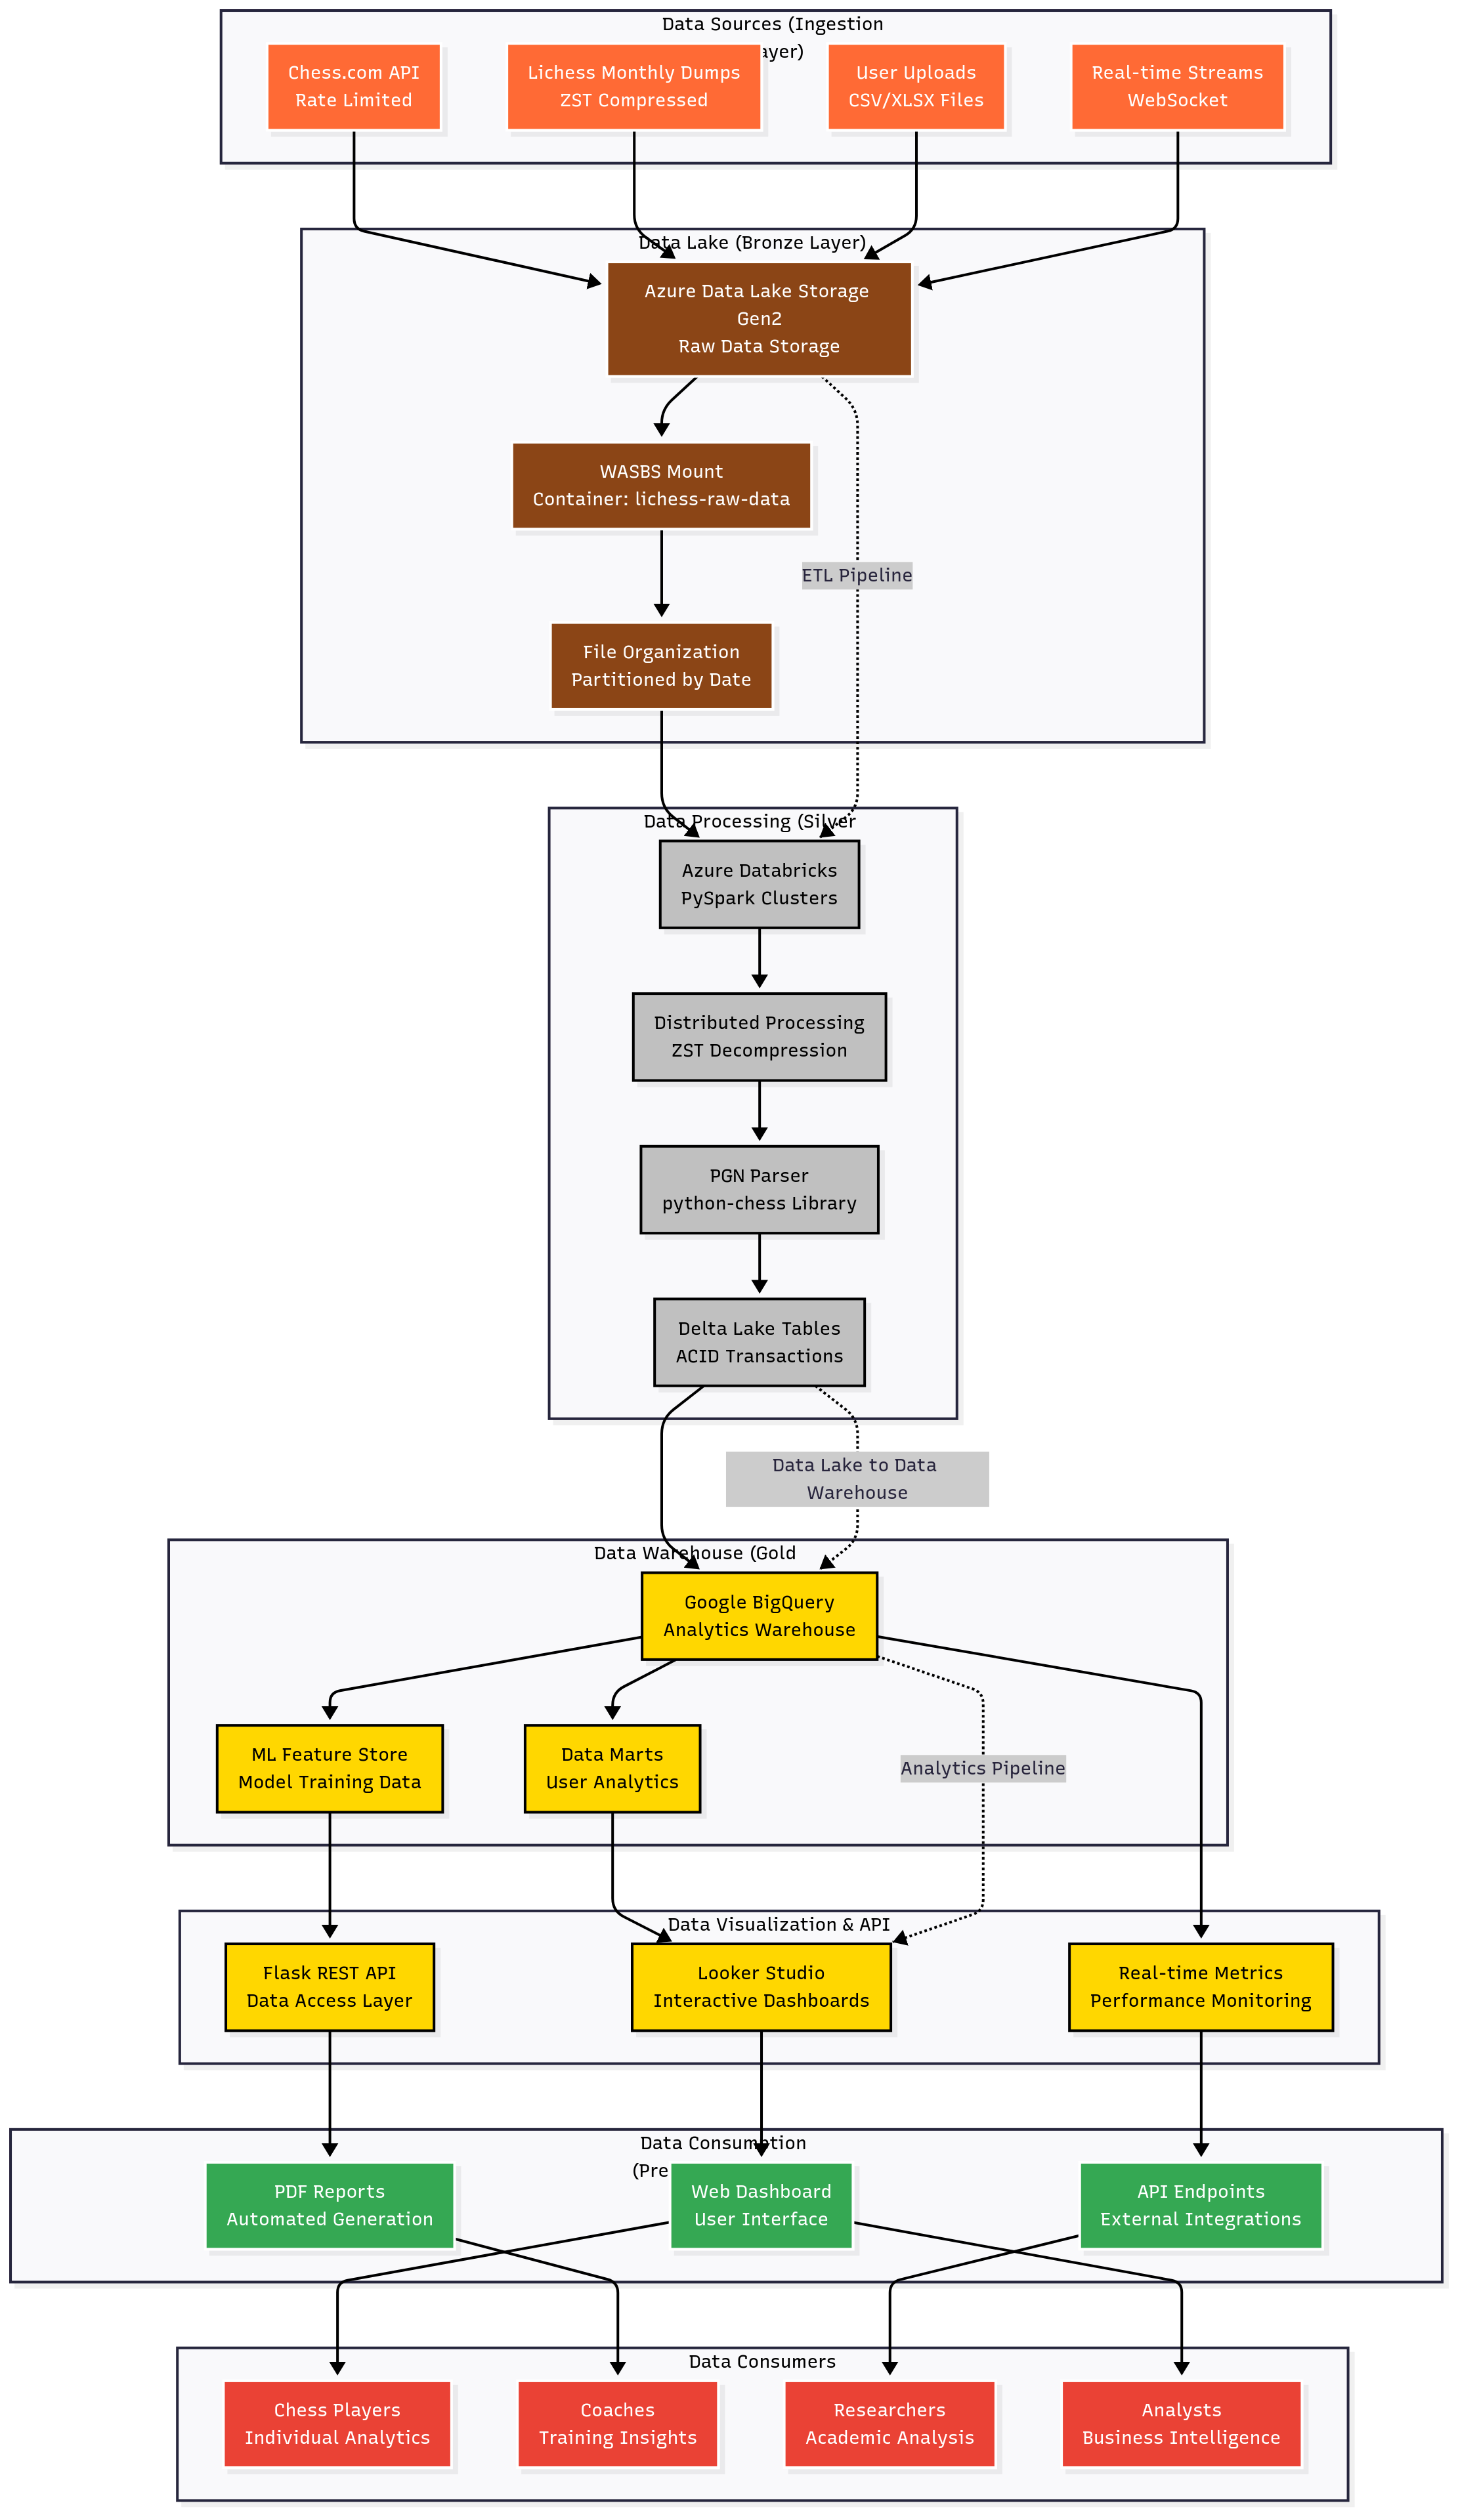 Data Sources (Ingestion
ayer)
Chess.com API
Rate Limited
Lichess Monthly Dumps
ZST Compressed
User Uploads
CSV/XLSX Files
Real-time Streams
WebSocket
Data Lake (Bronze Layer)
Azure Data Lake Storage
Gen2
Raw Data Storage
WASBS Mount
Container: lichess-raw-data
ETL Pipeline
File Organization
Partitioned by Date
Data Processing (Silver
Azure Databricks
PySpark Clusters
Distributed Processing
ZST Decompression
PGN Parser
python-chess Library
Delta Lake Tables
ACID Transactions
Data Lake to Data
Warehouse
Data Warehouse (Gold
Google BigQuery
Analytics Warehouse
ML Feature Store
Model Training Data
Data Marts
User Analytics
Analytics Pipeline
Data Visualization & API
Flask REST API
Data Access Layer
Looker Studio
Interactive Dashboards
Real-time Metrics
Performance Monitoring
Data Consumption
(Pre
PDF Reports
Automated Generation
Web Dashboard
User Interface
API Endpoints
External Integrations
Data Consumers
Chess Players
Individual Analytics
Coaches
Training Insights
Researchers
Academic Analysis
Analysts
Business Intelligence